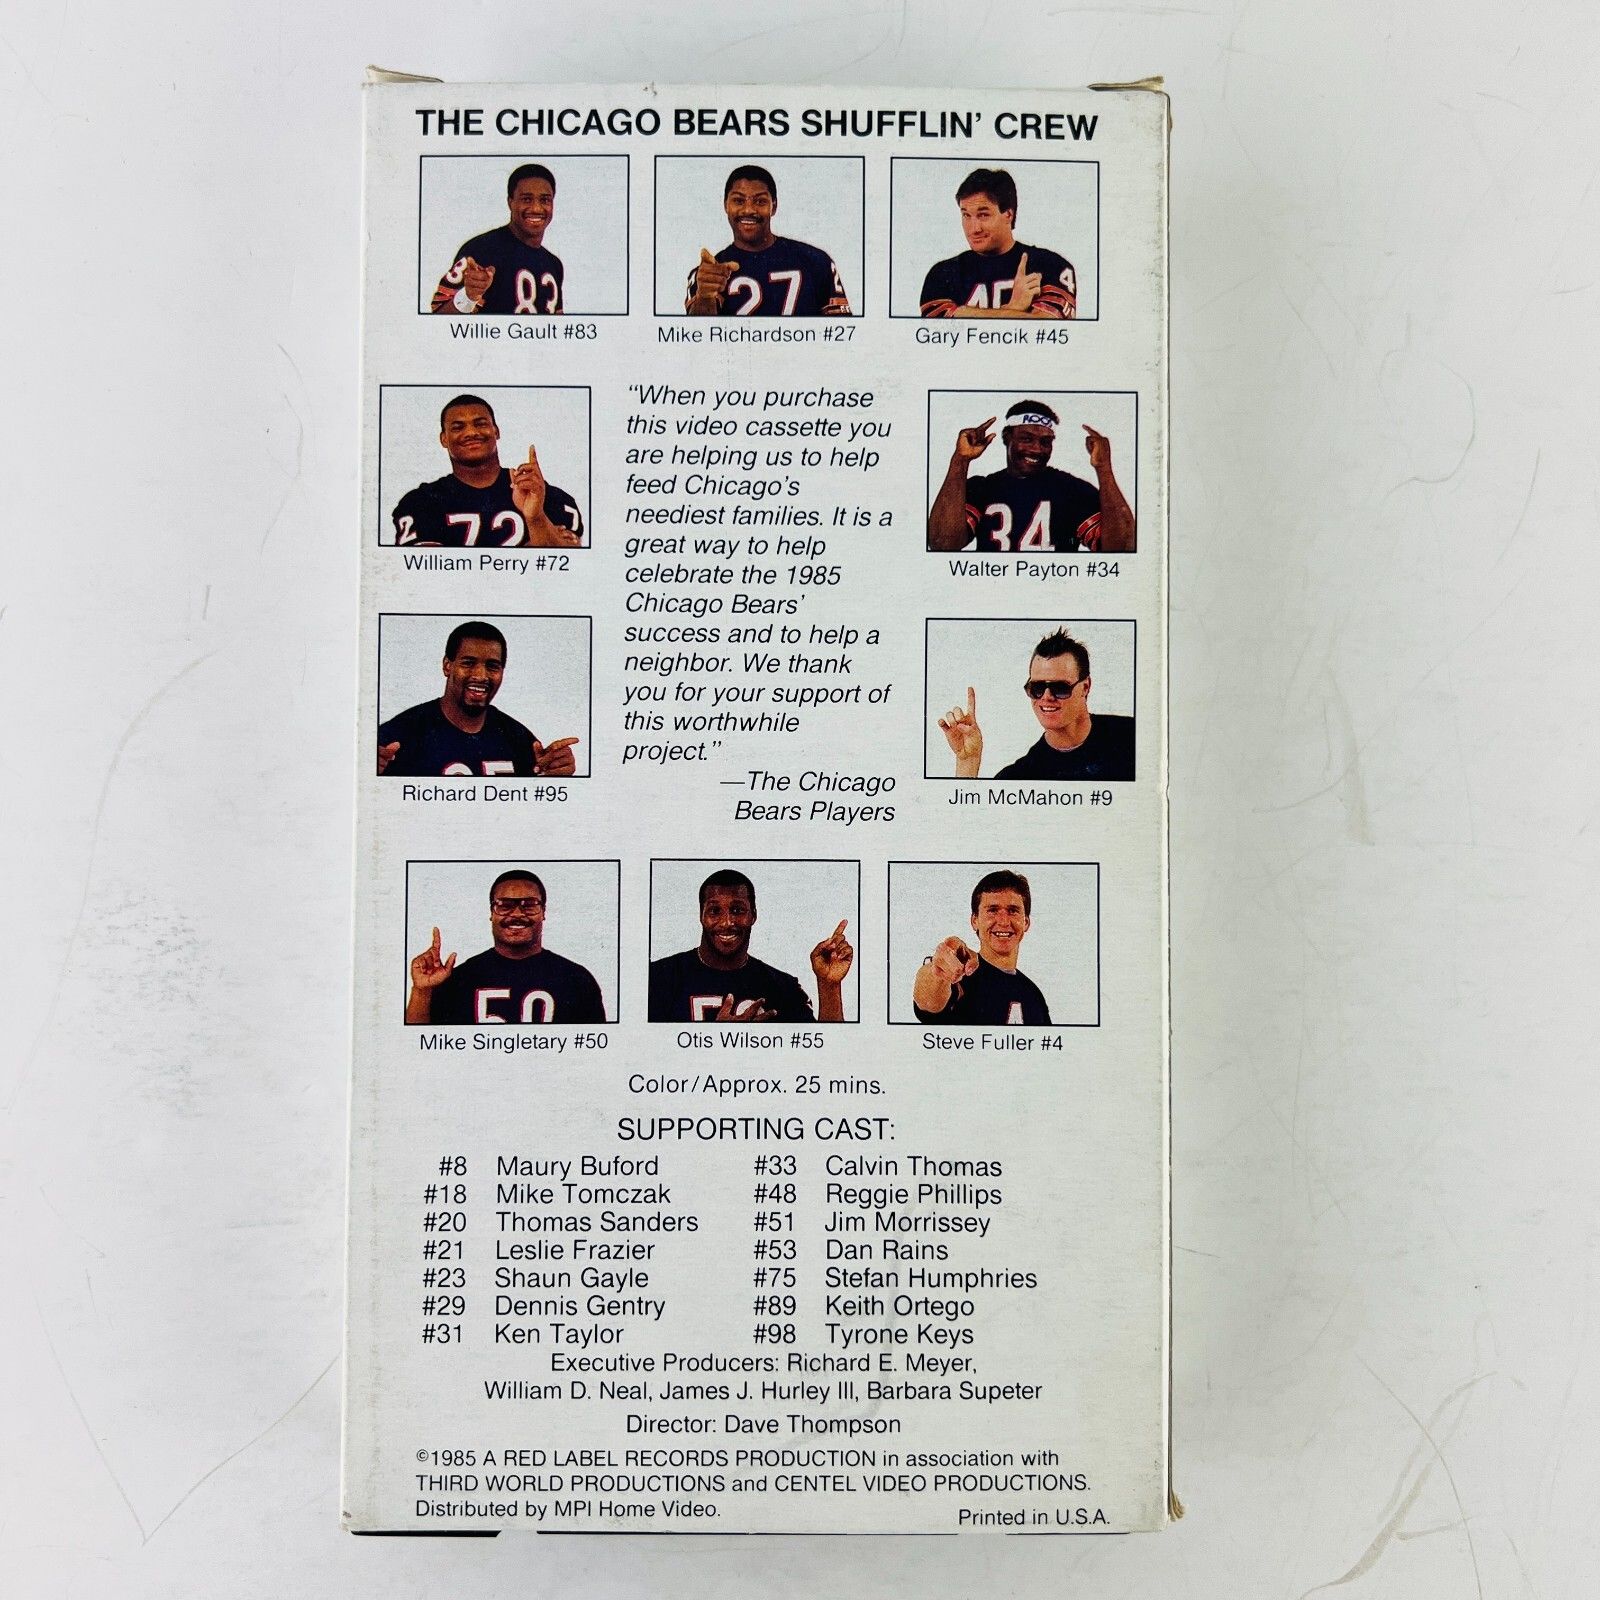 THE CHICAGO BEARS SHUFFLIN' CREW
83
27
Willie Gault #83
Mike Richardson #27
Gary Fencik #45
"When you purchase
this video cassette you
are helping us to help
feed Chicago's
neediest families. It is a
great way to help
celebrate the 1985
Chicago Bears'
success and to help a
neighbor. We thank
you for your support of
this worthwhile
project."
—The Chicago
Bears Players
72
William Perry #72
34
Walter Payton #34
Richard Dent #95
Jim McMahon #9
50
4
Mike Singletary #50
Otis Wilson #55
Steve Fuller #4
Color/Approx. 25 mins.
SUPPORTING CAST:
#8 Maury Buford
#18 Mike Tomczak
#20 Thomas Sanders
#21 Leslie Frazier
#23 Shaun Gayle
#29 Dennis Gentry
#31 Ken Taylor
#33 Calvin Thomas
#48 Reggie Phillips
#51 Jim Morrissey
#53 Dan Rains
#75 Stefan Humphries
#89 Keith Ortego
#98 Tyrone Keys
Executive Producers: Richard E. Meyer,
William D. Neal, James J. Hurley III, Barbara Supeter
Director: Dave Thompson
©1985 A RED LABEL RECORDS PRODUCTION in association with
THIRD WORLD PRODUCTIONS and CENTEL VIDEO PRODUCTIONS.
Distributed by MPI Home Video.
Printed in U.S.A.